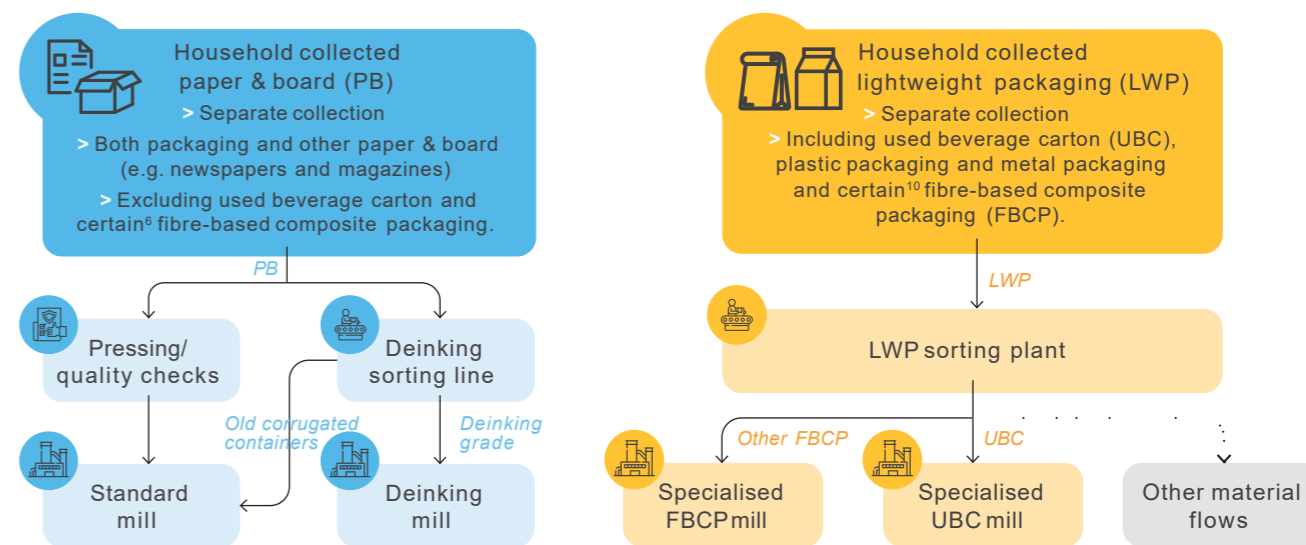 Household collected
paper & board (PB)
> Separate collection
> Both packaging and other paper & board
(e.g. newspapers and magazines)
> Excluding used beverage carton and
certain⁶ fibre-based composite packaging.
PB
Pressing/
quality checks
Deinking
sorting line
Old corrugated
containers
Deinking
grade
Standard
mill
Deinking
mill
Household collected
lightweight packaging (LWP)
> Separate collection
> Including used beverage carton (UBC),
plastic packaging and metal packaging
and certain¹⁰ fibre-based composite
packaging (FBCP).
LWP
LWP sorting plant
Other FBCP
UBC
Specialised
FBCP mill
Specialised
UBC mill
Other material
flows